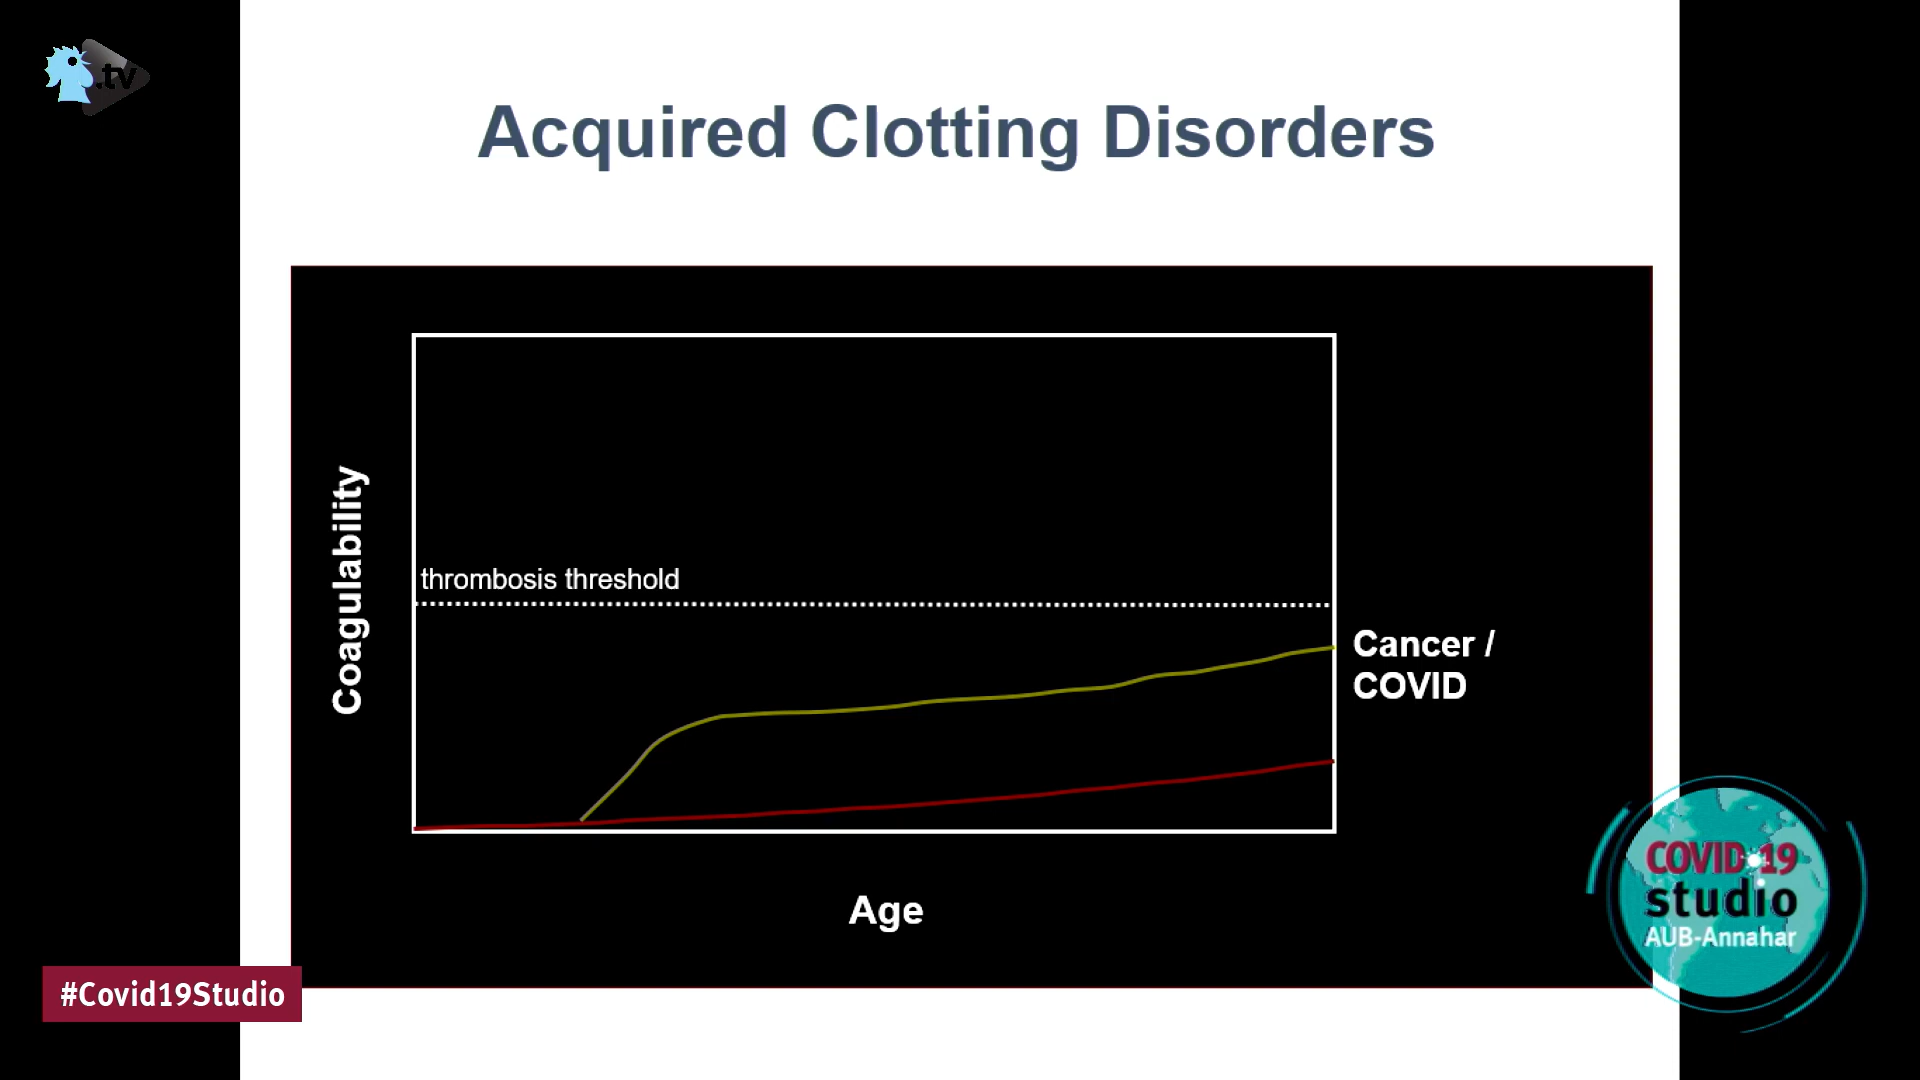 .tv
Acquired Clotting Disorders
Coagulability
thrombosis threshold
Cancer /
COVID
Age
COVID 19
studio
AUB-Annahar
#Covid19Studio